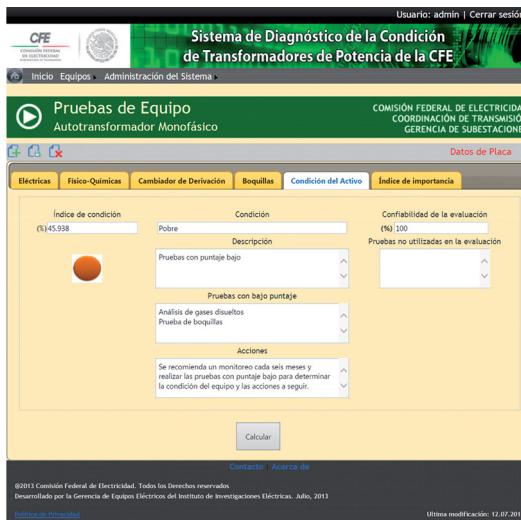 Usuario: admin | Cerrar sesión
CFE
COMISIÓN FEDERAL
DE ELECTRICIDAD
Sistema de Diagnóstico de la Condición
de Transformadores de Potencia de la CFE
Inicio Equipos Administración del Sistema
Pruebas de Equipo
Autotransformador Monofásico
COMISIÓN FEDERAL DE ELECTRICIDA
COORDINACIÓN DE TRANSMISIÓ
GERENCIA DE SUBESTACIONE
Datos de Placa
Eléctricas Físico-Químicas Cambiador de Derivación Boquillas Condición del Activo Índice de importancia
Índice de condición Condición Confiabilidad de la evaluación
(%) 45.938 Pobre (%) 100
Descripción Pruebas no utilizadas en la evaluación
Pruebas con puntaje bajo
Pruebas con bajo puntaje
Análisis de gases disueltos
Prueba de boquillas
Acciones
Se recomienda un monitoreo cada seis meses y
realizar las pruebas con puntaje bajo para determinar
la condición del equipo y las acciones a seguir.
Calcular
Contacto | Acerca de
©2013 Comisión Federal de Electricidad. Todos los Derechos reservados
Desarrollado por la Gerencia de Equipos Eléctricos del Instituto de Investigaciones Eléctricas. Julio, 2013
Política de Privacidad Ultima modificación: 12.07.201